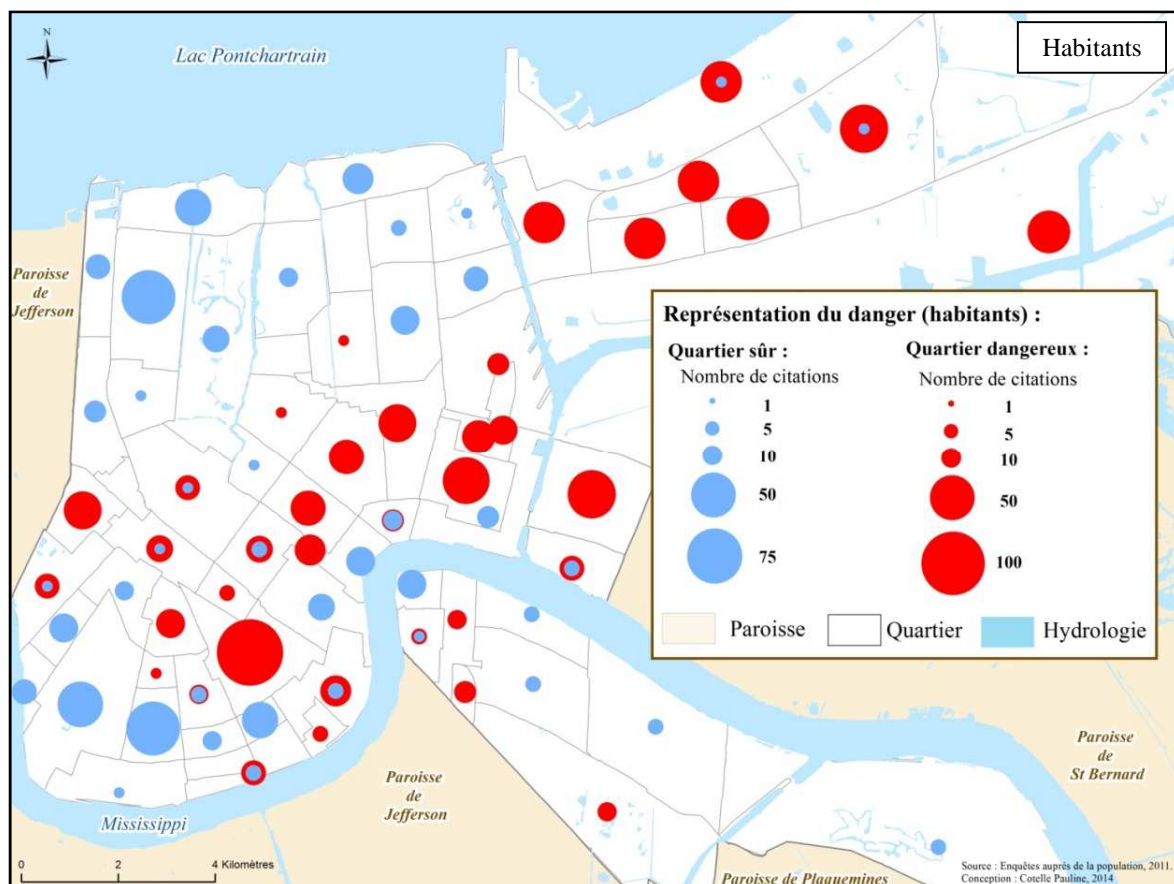 Habitants
N
Lac Pontchartrain
Paroisse
de
Jefferson
Représentation du danger (habitants) :
Quartier sûr :
Nombre de citations
1
5
10
50
75
Quartier dangereux :
Nombre de citations
1
5
10
50
100
Paroisse
Quartier
Hydrologie
Paroisse
de
St Bernard
Paroisse
de
Jefferson
Mississippi
0 2 4 Kilomètres
Paroisse de Plaquemines
Source : Enquêtes auprés de la population, 2011.
Conception : Cotelle Pauline, 2014